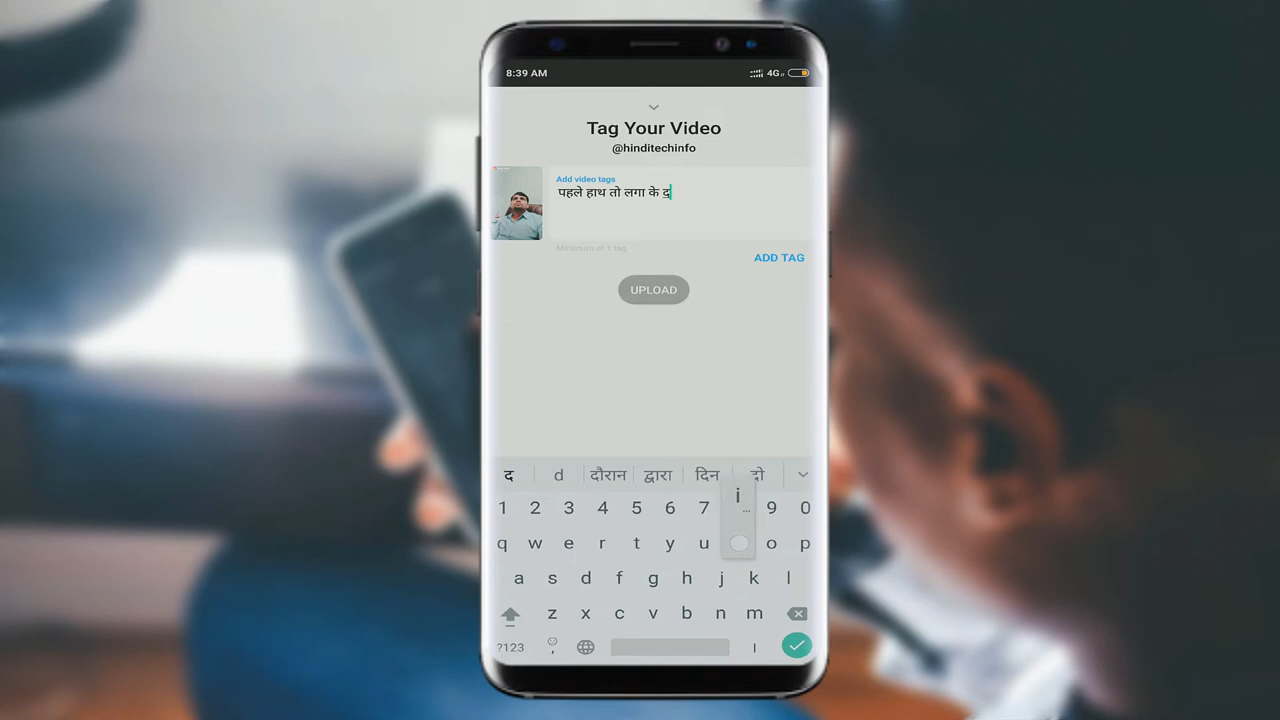 8:39 AM 4G
Tag Your Video
@hinditechinfo
Add video tags
पहले हाथ तो लगा के द
Minimum of 1 tag
ADD TAG
UPLOAD
द d दौरान द्वारा दिन दो
i
1 2 3 4 5 6 7 9 0
q w e r t y u o p
a s d f g h j k l
z x c v b n m
?123 , ।